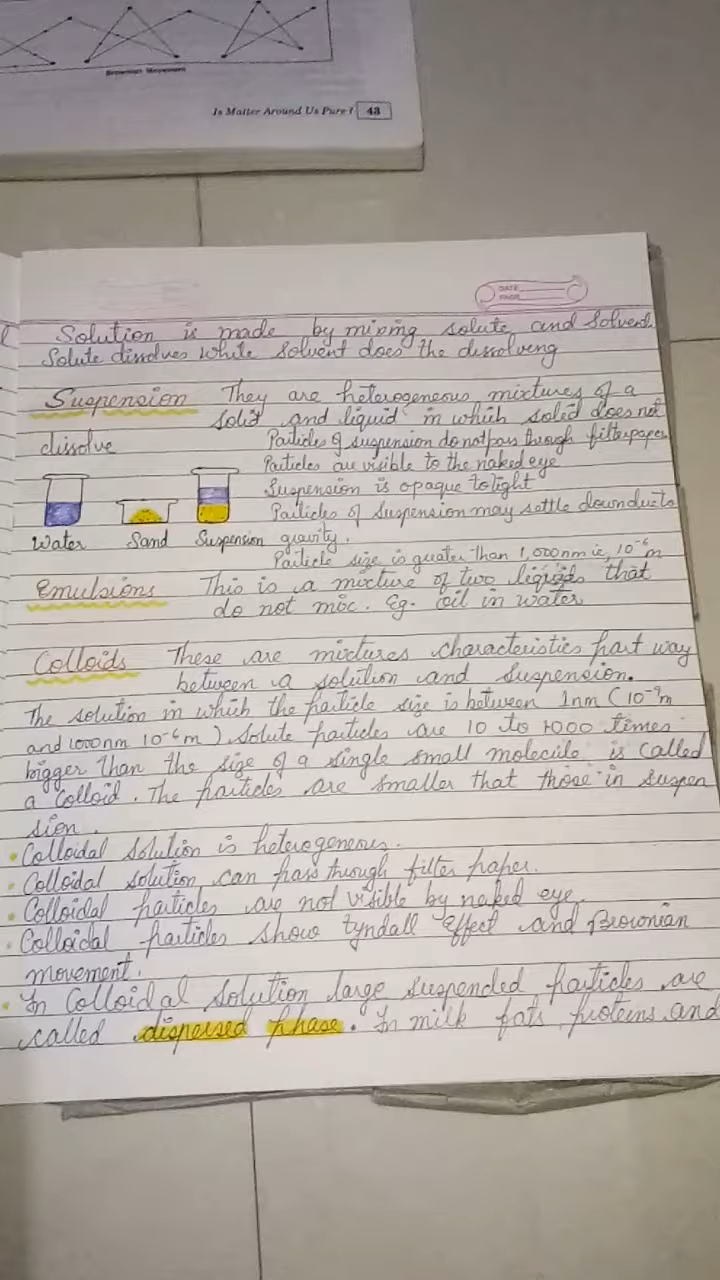 Brownian Movement
Is Matter Around Us Pure? 43
DATE
PAGE
Solution is made by mixing solute and Solvent.
Solute dissolves while Solvent does the dissolving
Suspension They are heterogeneous mixtures of a
solid and liquid in which solid does not
dissolve
Particles of suspension do not pass through filter paper
Particles are visible to the naked eye
Suspension is opaque to light
Particles of Suspension may settle down due to
Water Sand Suspension gravity.
Particle size is greater than 1,000nm ie, 10⁻⁶ m
Emulsions This is a mixture of two liquids that
do not mix. Eg. oil in water
Colloids These are mixtures characteristics part way
between a solution and suspension.
The solution in which the particle size is between 1nm (10⁻⁹m
and 1000nm 10⁻⁶m). Solute particles are 10 to 1000 times
bigger than the size of a single small molecule is called
a Colloid. The particles are smaller that those in suspen
sion.
• Colloidal Solution is heterogeneous.
• Colloidal solution can pass through filter paper.
• Colloidal particles are not visible by naked eye.
• Colloidal particles show tyndall Effect and Brownian
movement.
• In Colloidal Solution large suspended particles are
called dispersed phase. In milk fats, proteins, and